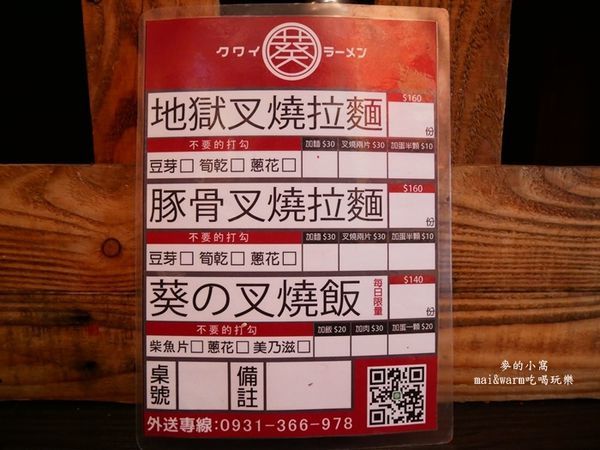 クワイ 葵 ラーメン
地獄叉燒拉麵 $160 份
不要的打勾 加麵 $30 叉燒兩片 $30 加蛋半顆 $10
豆芽□ 筍乾□ 蔥花□
豚骨叉燒拉麵 $160 份
不要的打勾 加麵 $30 叉燒兩片 $30 加蛋半顆 $10
豆芽□ 筍乾□ 蔥花□
葵の叉燒飯 每日限量 $140 份
不要的打勾 加飯 $20 加肉 $30 加蛋一顆 $20
柴魚片□ 蔥花□ 美乃滋□
桌號 備註
外送專線:0931-366-978
麥的小窩
mai&warm吃喝玩樂